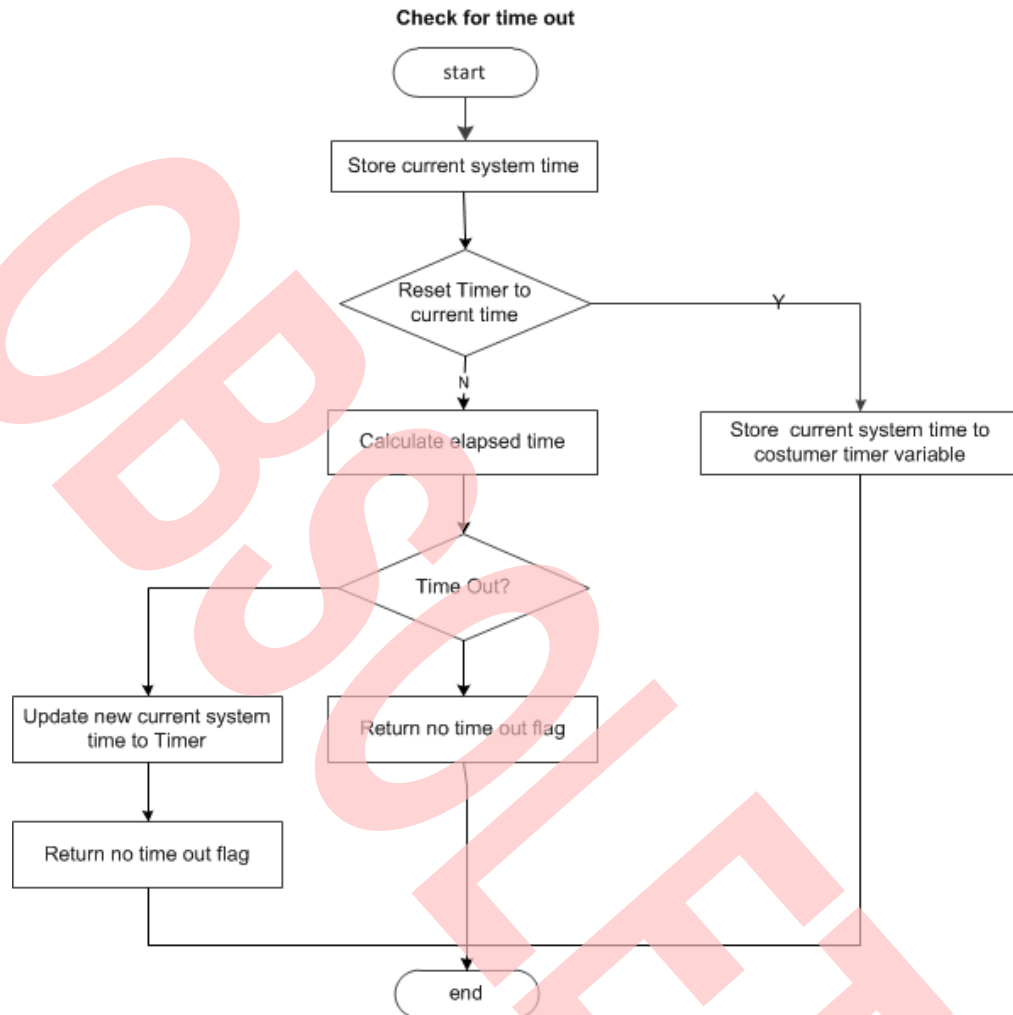 Check for time out
start
Store current system time
Reset Timer to
current time
Y
N
Calculate elapsed time
Store current system time to
costumer timer variable
Time Out?
Update new current system
time to Timer
Return no time out flag
Return no time out flag
end
OBSOLET